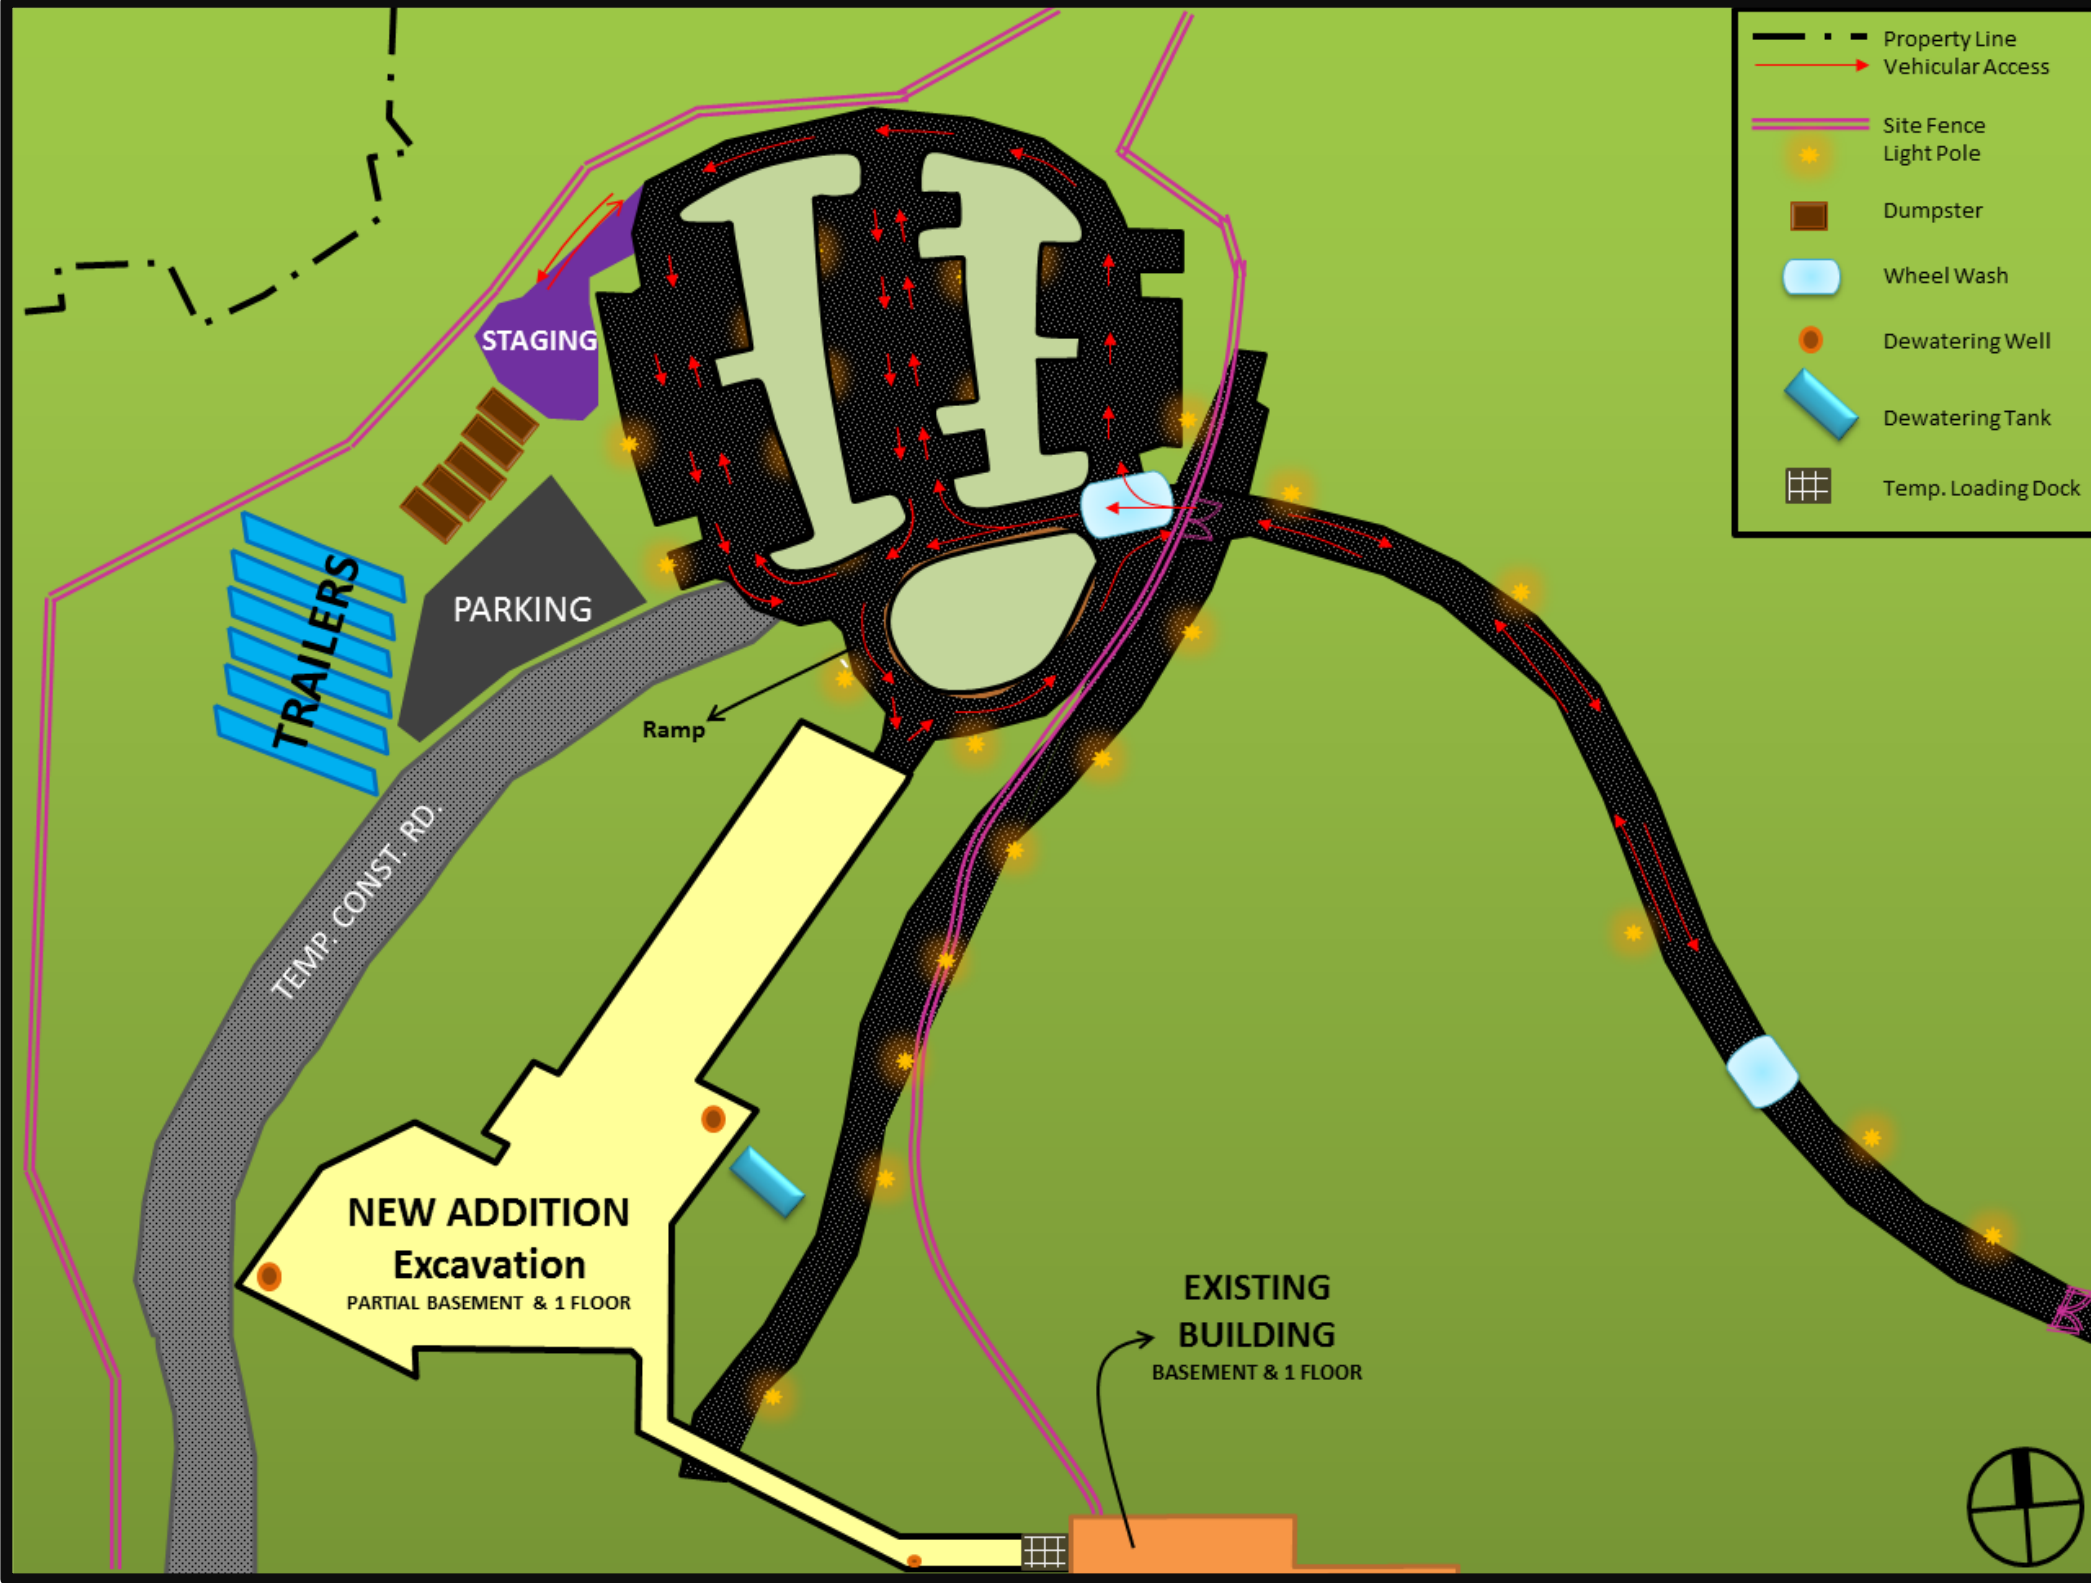 Property Line
Vehicular Access
Site Fence
Light Pole
Dumpster
Wheel Wash
Dewatering Well
Dewatering Tank
Temp. Loading Dock
STAGING
PARKING
TRAILERS
Ramp
TEMP. CONST. RD.
NEW ADDITION
Excavation
PARTIAL BASEMENT & 1 FLOOR
EXISTING
BUILDING
BASEMENT & 1 FLOOR